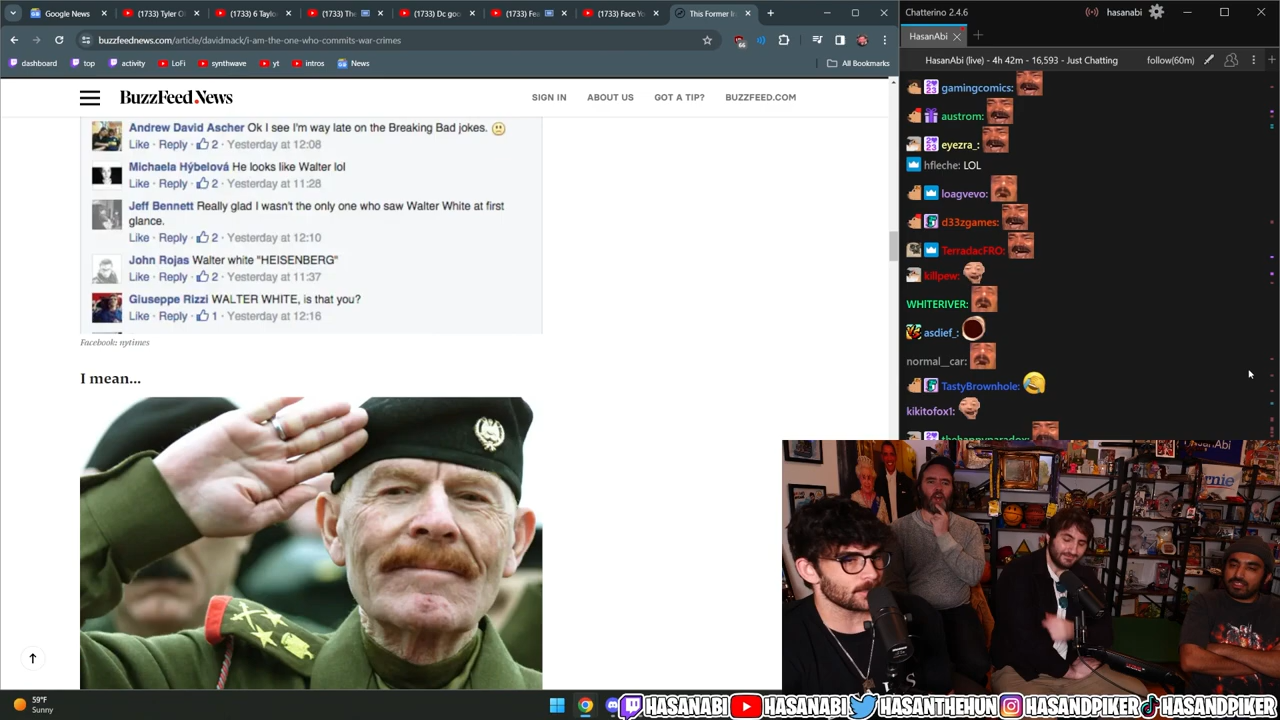 Google News
(1733) Tyler O
(1733) 6 Taylo
(1733) The
(1733) Dc goo
(1733) Fea
(1733) Face Yo
This Former Ir
Chatterino 2.4.6
hasanabi
buzzfeednews.com/article/davidmack/i-am-the-one-who-commits-war-crimes
66
HasanAbi
dashboard
top
activity
LoFi
synthwave
yt
intros
News
All Bookmarks
HasanAbi (live) - 4h 42m - 16,593 - Just Chatting
follow(60m)
BuzzFeed News
SIGN IN
ABOUT US
GOT A TIP?
BUZZFEED.COM
Andrew David Ascher Ok I see I'm way late on the Breaking Bad jokes.
Like · Reply · 2 · Yesterday at 12:08
Michaela Hýbelová He looks like Walter lol
Like · Reply · 2 · Yesterday at 11:28
Jeff Bennett Really glad I wasn't the only one who saw Walter White at first
glance.
Like · Reply · 2 · Yesterday at 12:10
John Rojas Walter white "HEISENBERG"
Like · Reply · 2 · Yesterday at 11:37
Giuseppe Rizzi WALTER WHITE, is that you?
Like · Reply · 1 · Yesterday at 12:16
Facebook: nytimes
I mean...
gamingcomics:
austrom:
eyezra_:
hfleche: LOL
loagvevo:
d33zgames:
TerradacFRO:
killpew:
WHITERIVER:
asdief_:
normal__car:
TastyBrownhole:
kikitofox1:
thehappyparadox:
59°F
Sunny
HASANABI
HASANABI
HASANTHEHUN
HASANDPIKER
HASANDPIKER